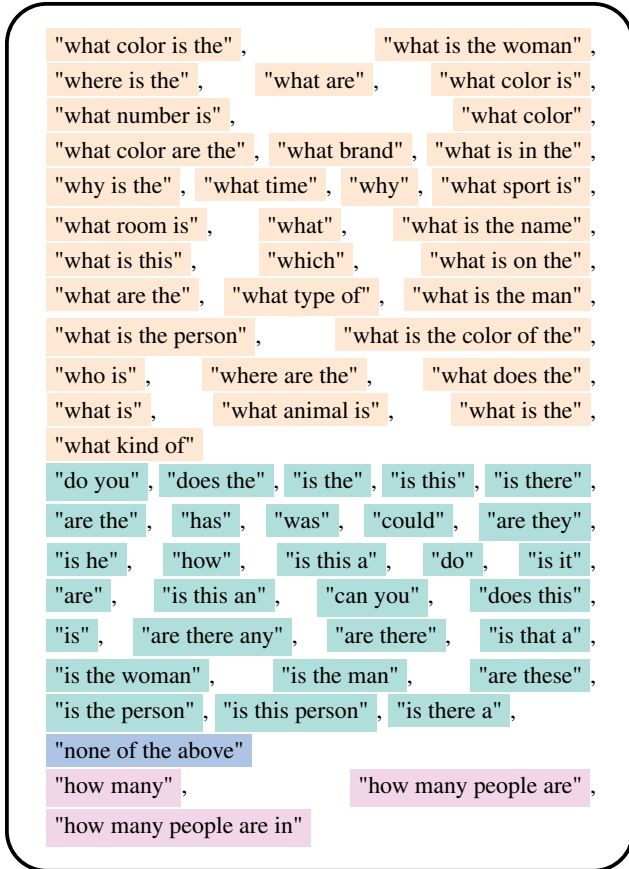 "what color is the", "what is the woman",
"where is the", "what are", "what color is",
"what number is", "what color",
"what color are the", "what brand", "what is in the",
"why is the", "what time", "why", "what sport is",
"what room is", "what", "what is the name",
"what is this", "which", "what is on the",
"what are the", "what type of", "what is the man",
"what is the person", "what is the color of the",
"who is", "where are the", "what does the",
"what is", "what animal is", "what is the",
"what kind of"
"do you", "does the", "is the", "is this", "is there",
"are the", "has", "was", "could", "are they",
"is he", "how", "is this a", "do", "is it",
"are", "is this an", "can you", "does this",
"is", "are there any", "are there", "is that a",
"is the woman", "is the man", "are these",
"is the person", "is this person", "is there a",
"none of the above"
"how many", "how many people are",
"how many people are in"